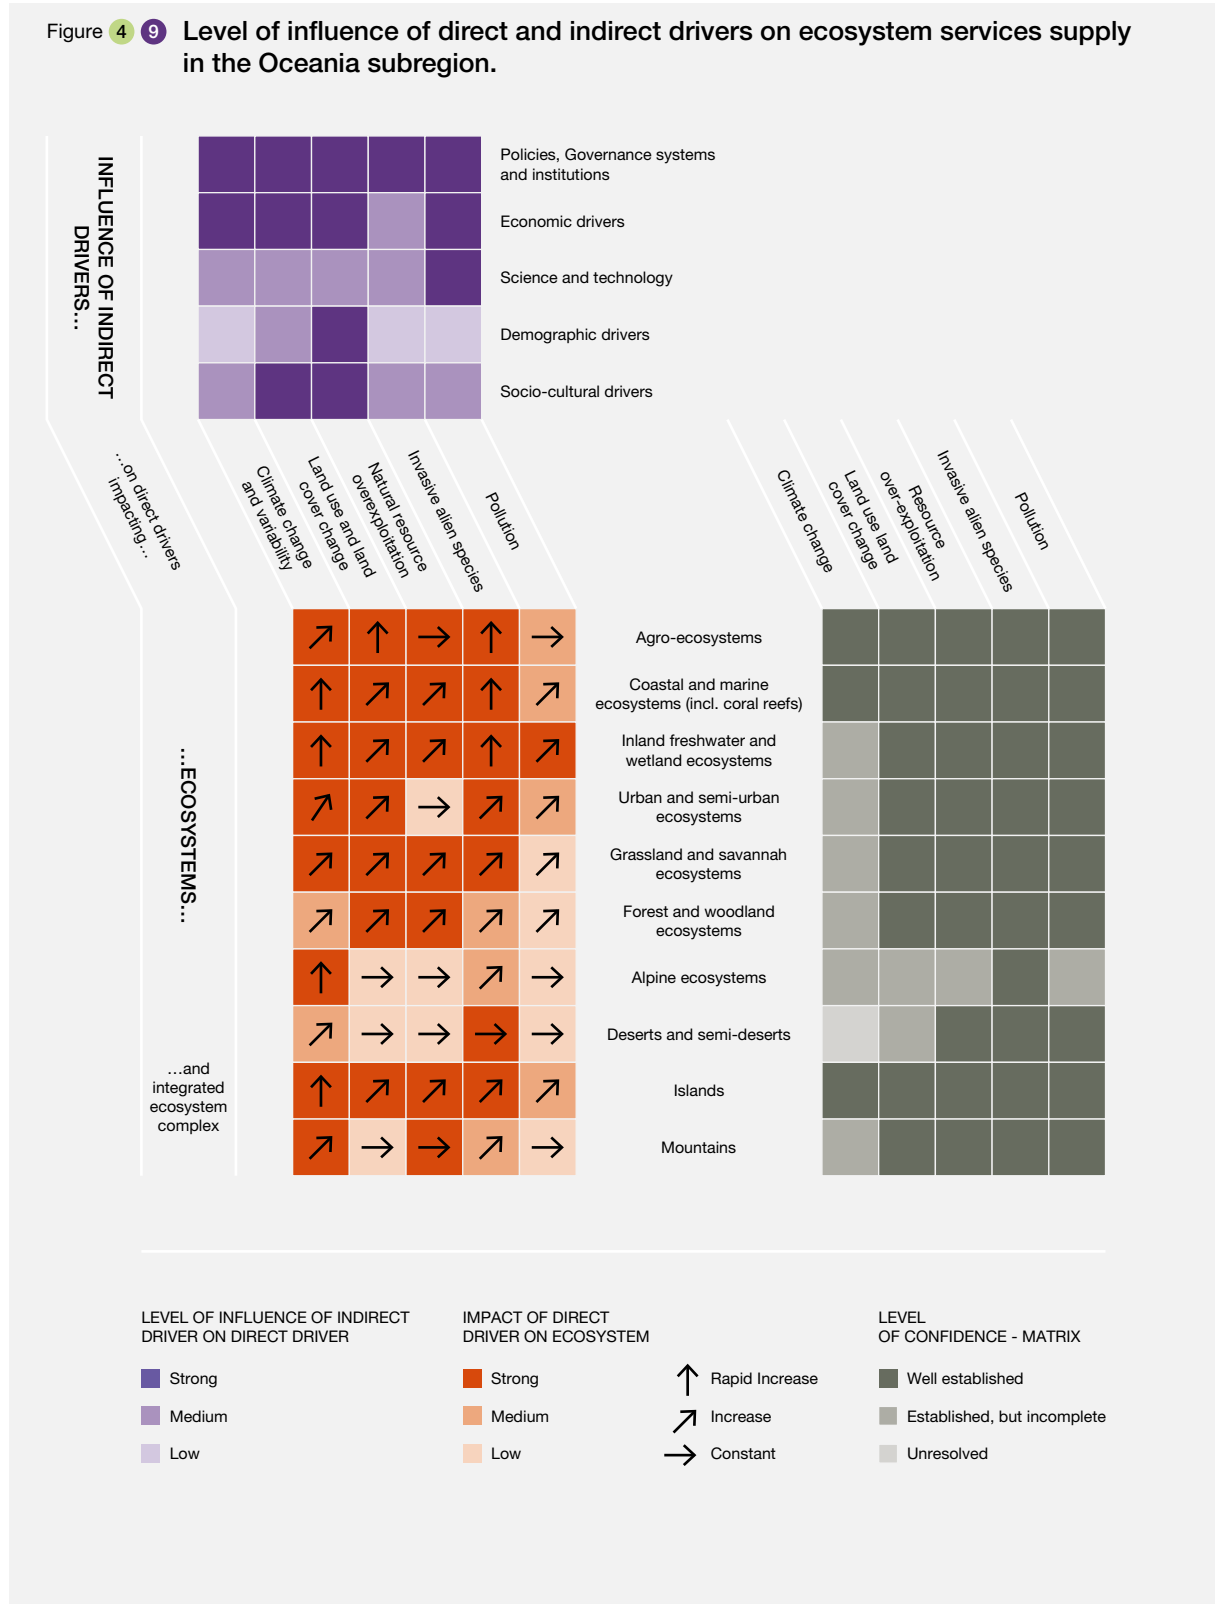 Figure 4 9 Level of influence of direct and indirect drivers on ecosystem services supply
in the Oceania subregion.
INFLUENCE OF INDIRECT
DRIVERS…
Policies, Governance systems
and institutions
Economic drivers
Science and technology
Demographic drivers
Socio-cultural drivers
…on direct drivers
impacting…
Climate change
and variability
Land use and land
cover change
Natural resource
overexploitation
Invasive alien species
Pollution
Climate change
Land use land
cover change
Resource
over-exploitation
Invasive alien species
Pollution
…ECOSYSTEMS…
Agro-ecosystems
Coastal and marine
ecosystems (incl. coral reefs)
Inland freshwater and
wetland ecosystems
Urban and semi-urban
ecosystems
Grassland and savannah
ecosystems
Forest and woodland
ecosystems
Alpine ecosystems
Deserts and semi-deserts
…and
integrated
ecosystem
complex
Islands
Mountains
LEVEL OF INFLUENCE OF INDIRECT
DRIVER ON DIRECT DRIVER
Strong
Medium
Low
IMPACT OF DIRECT
DRIVER ON ECOSYSTEM
Strong
Medium
Low
Rapid Increase
Increase
Constant
LEVEL
OF CONFIDENCE - MATRIX
Well established
Established, but incomplete
Unresolved